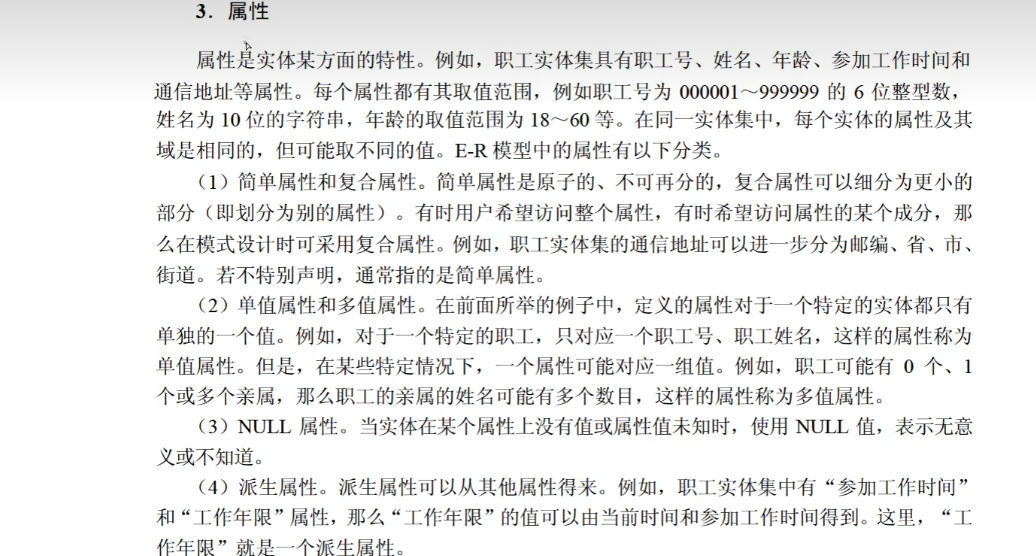 3．属性
属性是实体某方面的特性。例如，职工实体集具有职工号、姓名、年龄、参加工作时间和
通信地址等属性。每个属性都有其取值范围，例如职工号为 000001～999999 的 6 位整型数，
姓名为 10 位的字符串，年龄的取值范围为 18～60 等。在同一实体集中，每个实体的属性及其
域是相同的，但可能取不同的值。E-R 模型中的属性有以下分类。
（1）简单属性和复合属性。简单属性是原子的、不可再分的，复合属性可以细分为更小的
部分（即划分为别的属性）。有时用户希望访问整个属性，有时希望访问属性的某个成分，那
么在模式设计时可采用复合属性。例如，职工实体集的通信地址可以进一步分为邮编、省、市、
街道。若不特别声明，通常指的是简单属性。
（2）单值属性和多值属性。在前面所举的例子中，定义的属性对于一个特定的实体都只有
单独的一个值。例如，对于一个特定的职工，只对应一个职工号、职工姓名，这样的属性称为
单值属性。但是，在某些特定情况下，一个属性可能对应一组值。例如，职工可能有 0 个、1
个或多个亲属，那么职工的亲属的姓名可能有多个数目，这样的属性称为多值属性。
（3）NULL 属性。当实体在某个属性上没有值或属性值未知时，使用 NULL 值，表示无意
义或不知道。
（4）派生属性。派生属性可以从其他属性得来。例如，职工实体集中有“参加工作时间”
和“工作年限”属性，那么“工作年限”的值可以由当前时间和参加工作时间得到。这里，“工
作年限”就是一个派生属性。